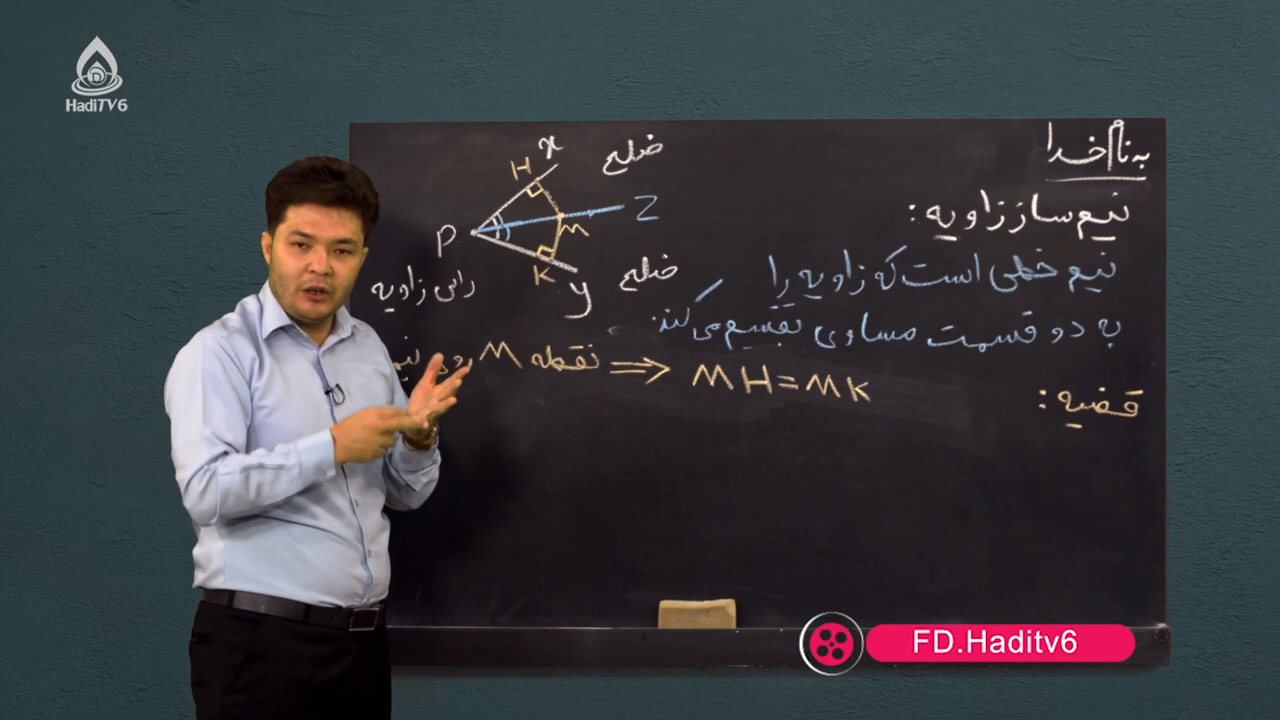 HadiTV6
به نام خدا
نیم ساز زاویه :
نیم خطی است که زاویه را
به دو قسمت مساوی تقسیم می کند.
قضیه :
x
H
ضلع
Z
P
M
K
ضلع
y
راس زاویه
نقطه M روی ⇒ MH=MK
FD.Haditv6